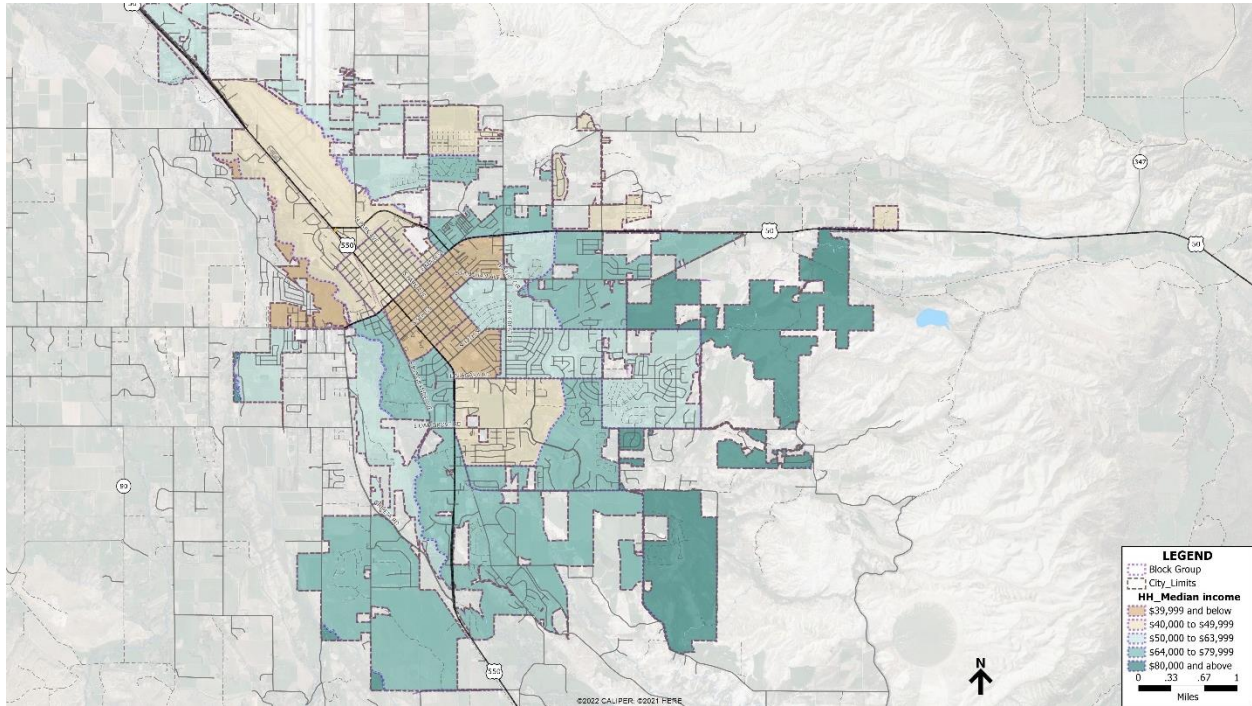 50
347
550
50
50
90
550
LEGEND
Block Group
City_Limits
HH_Median income
$39,999 and below
$40,000 to $49,999
$50,000 to $63,999
$64,000 to $79,999
$80,000 and above
0 .33 .67 1
Miles
N
©2022 CALIPER; ©2021 HERE